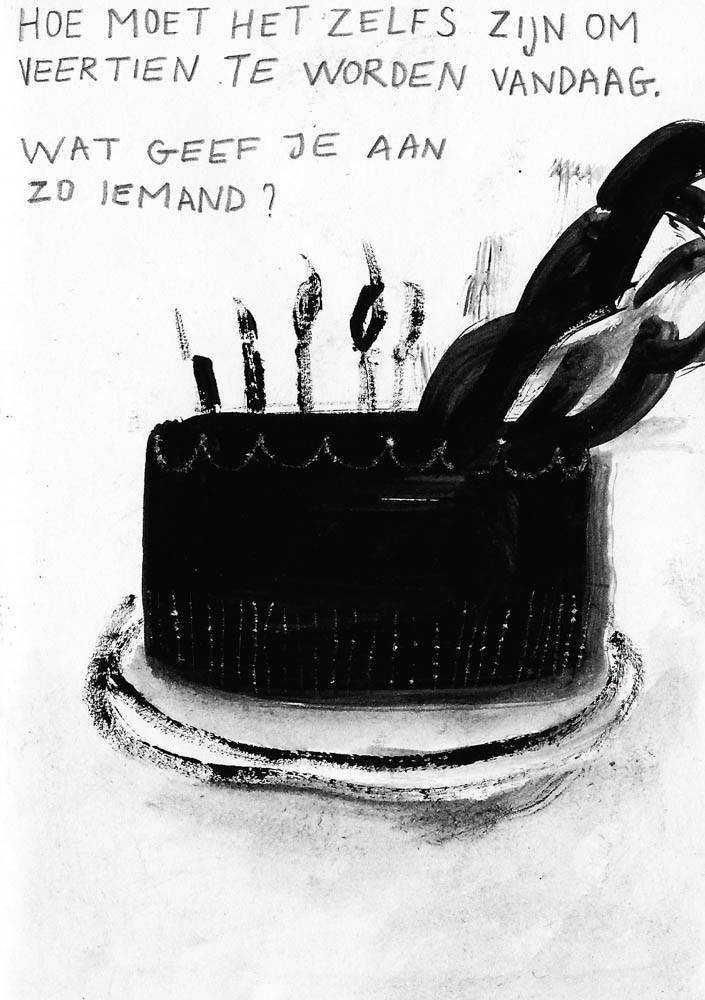 HOE MOET HET ZELFS ZIJN OM
VEERTIEN TE WORDEN VANDAAG.
WAT GEEF JE AAN
ZO IEMAND?